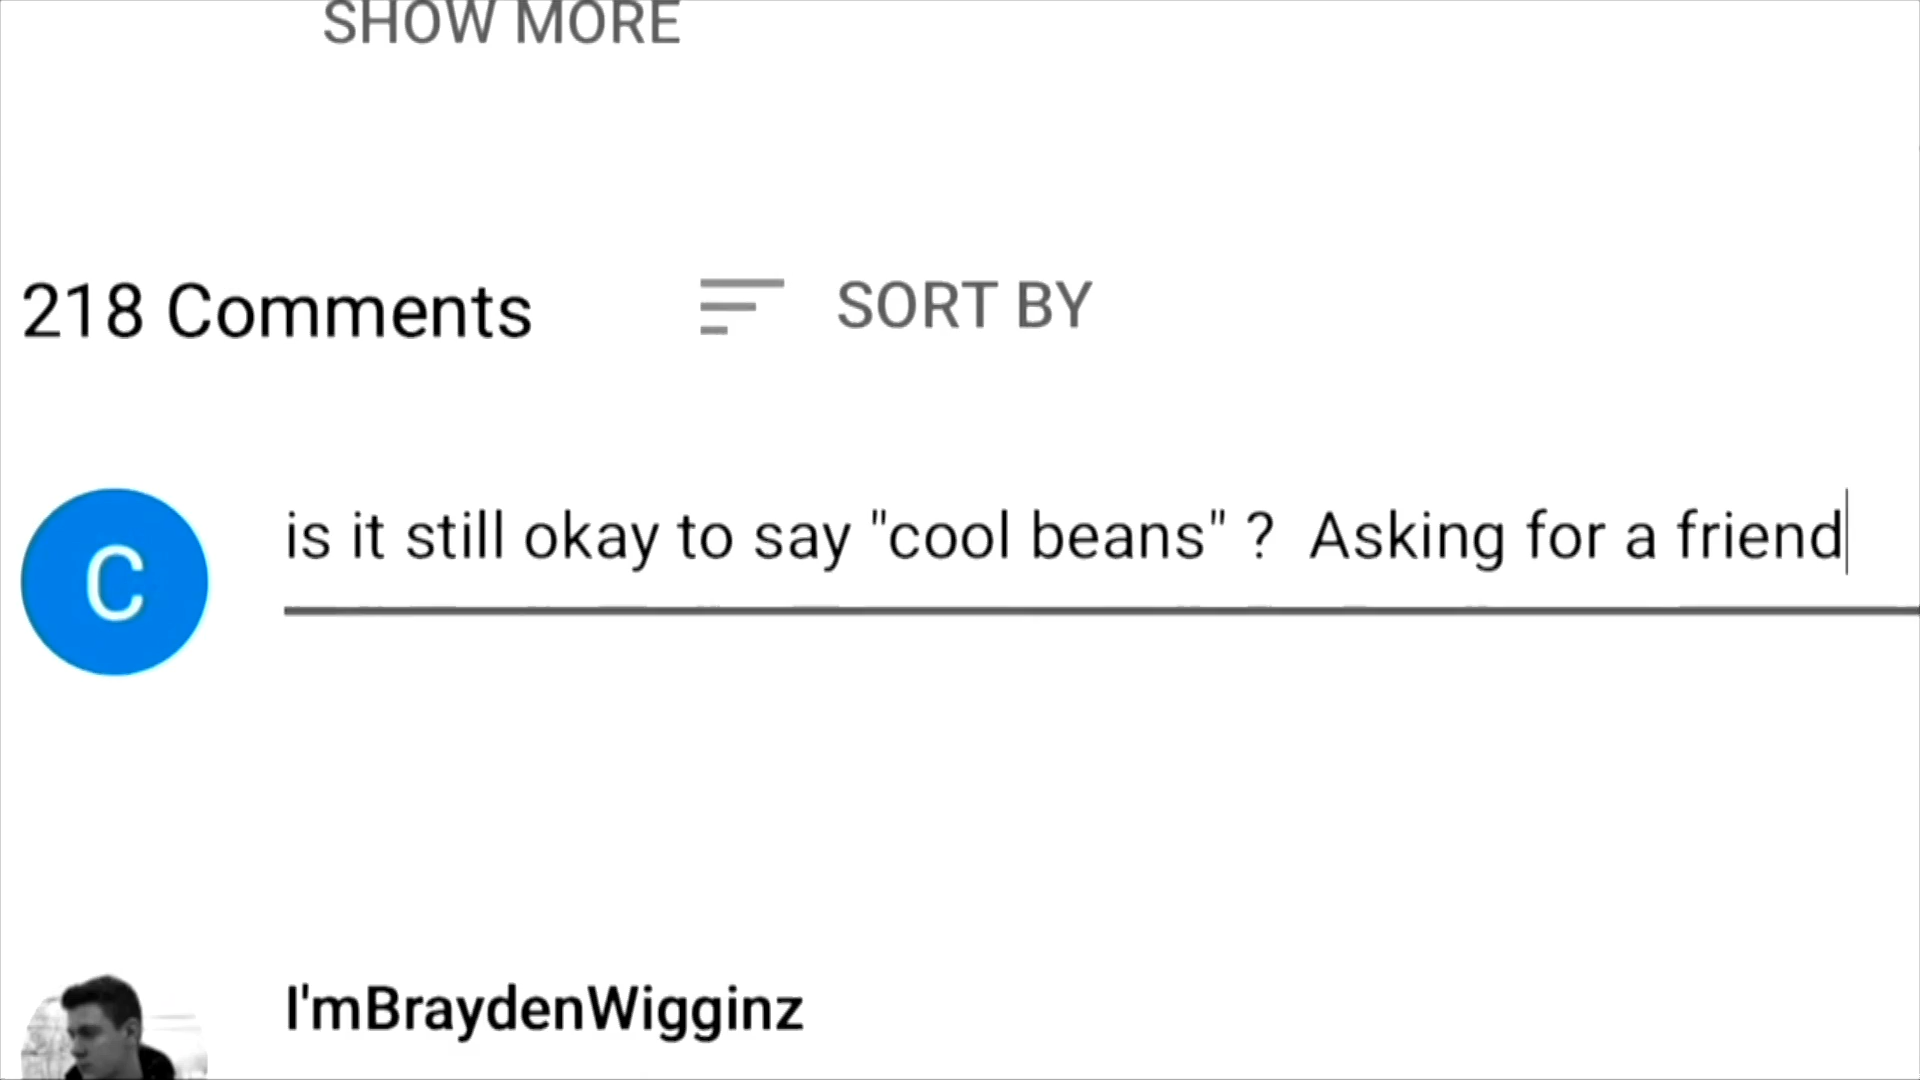 SHOW MORE
218 Comments
SORT BY
C
is it still okay to say "cool beans" ?  Asking for a friend
I'mBraydenWigginz